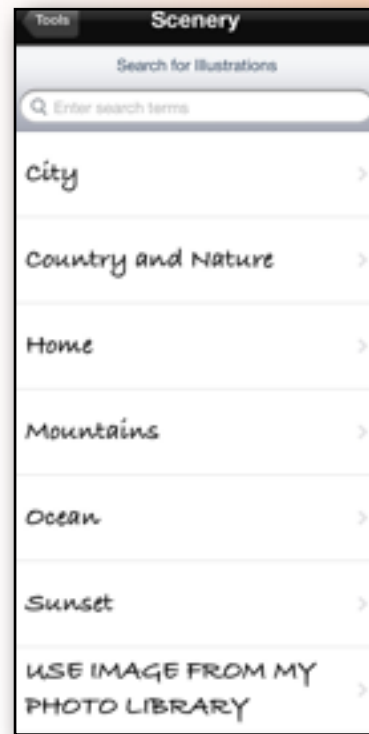 Tools
Scenery
Search for Illustrations
Enter search terms
City
Country and Nature
Home
Mountains
Ocean
Sunset
USE IMAGE FROM MY
PHOTO LIBRARY